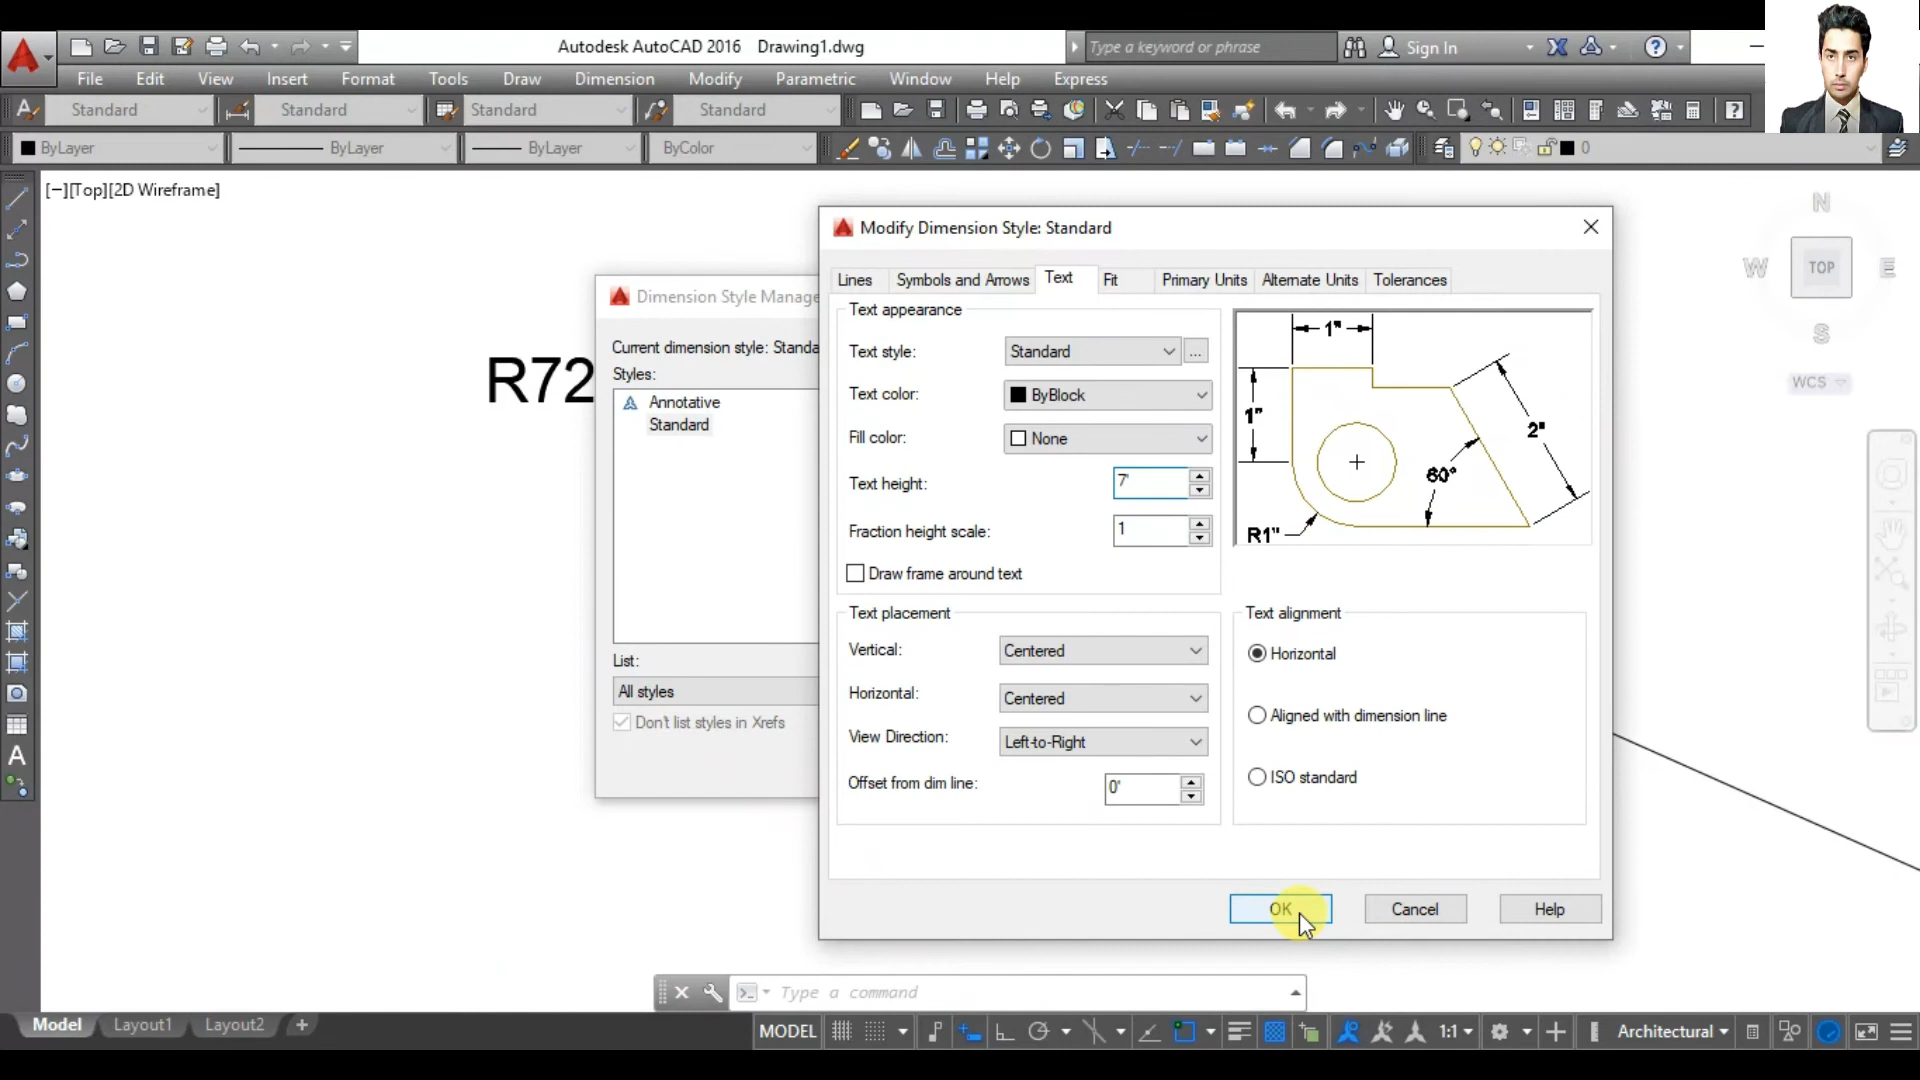 Autodesk AutoCAD 2016 Drawing1.dwg
Type a keyword or phrase
Sign In
File Edit View Insert Format Tools Draw Dimension Modify Parametric Window Help Express
Standard Standard Standard Standard
ByLayer ByLayer ByLayer ByColor 0
[−][Top][2D Wireframe]
N
W TOP E
S
WCS
R72
Dimension Style Manage
Current dimension style: Standa
Styles:
Annotative
Standard
List:
All styles
Don't list styles in Xrefs
Modify Dimension Style: Standard
Lines Symbols and Arrows Text Fit Primary Units Alternate Units Tolerances
Text appearance
Text style: Standard ...
Text color: ByBlock
Fill color: None
Text height: 7'
Fraction height scale: 1
Draw frame around text
1"
1"
2"
60°
R1"
Text placement
Vertical: Centered
Horizontal: Centered
View Direction: Left-to-Right
Offset from dim line: 0'
Text alignment
Horizontal
Aligned with dimension line
ISO standard
OK Cancel Help
Type a command
Model Layout1 Layout2 +
MODEL 1:1 Architectural